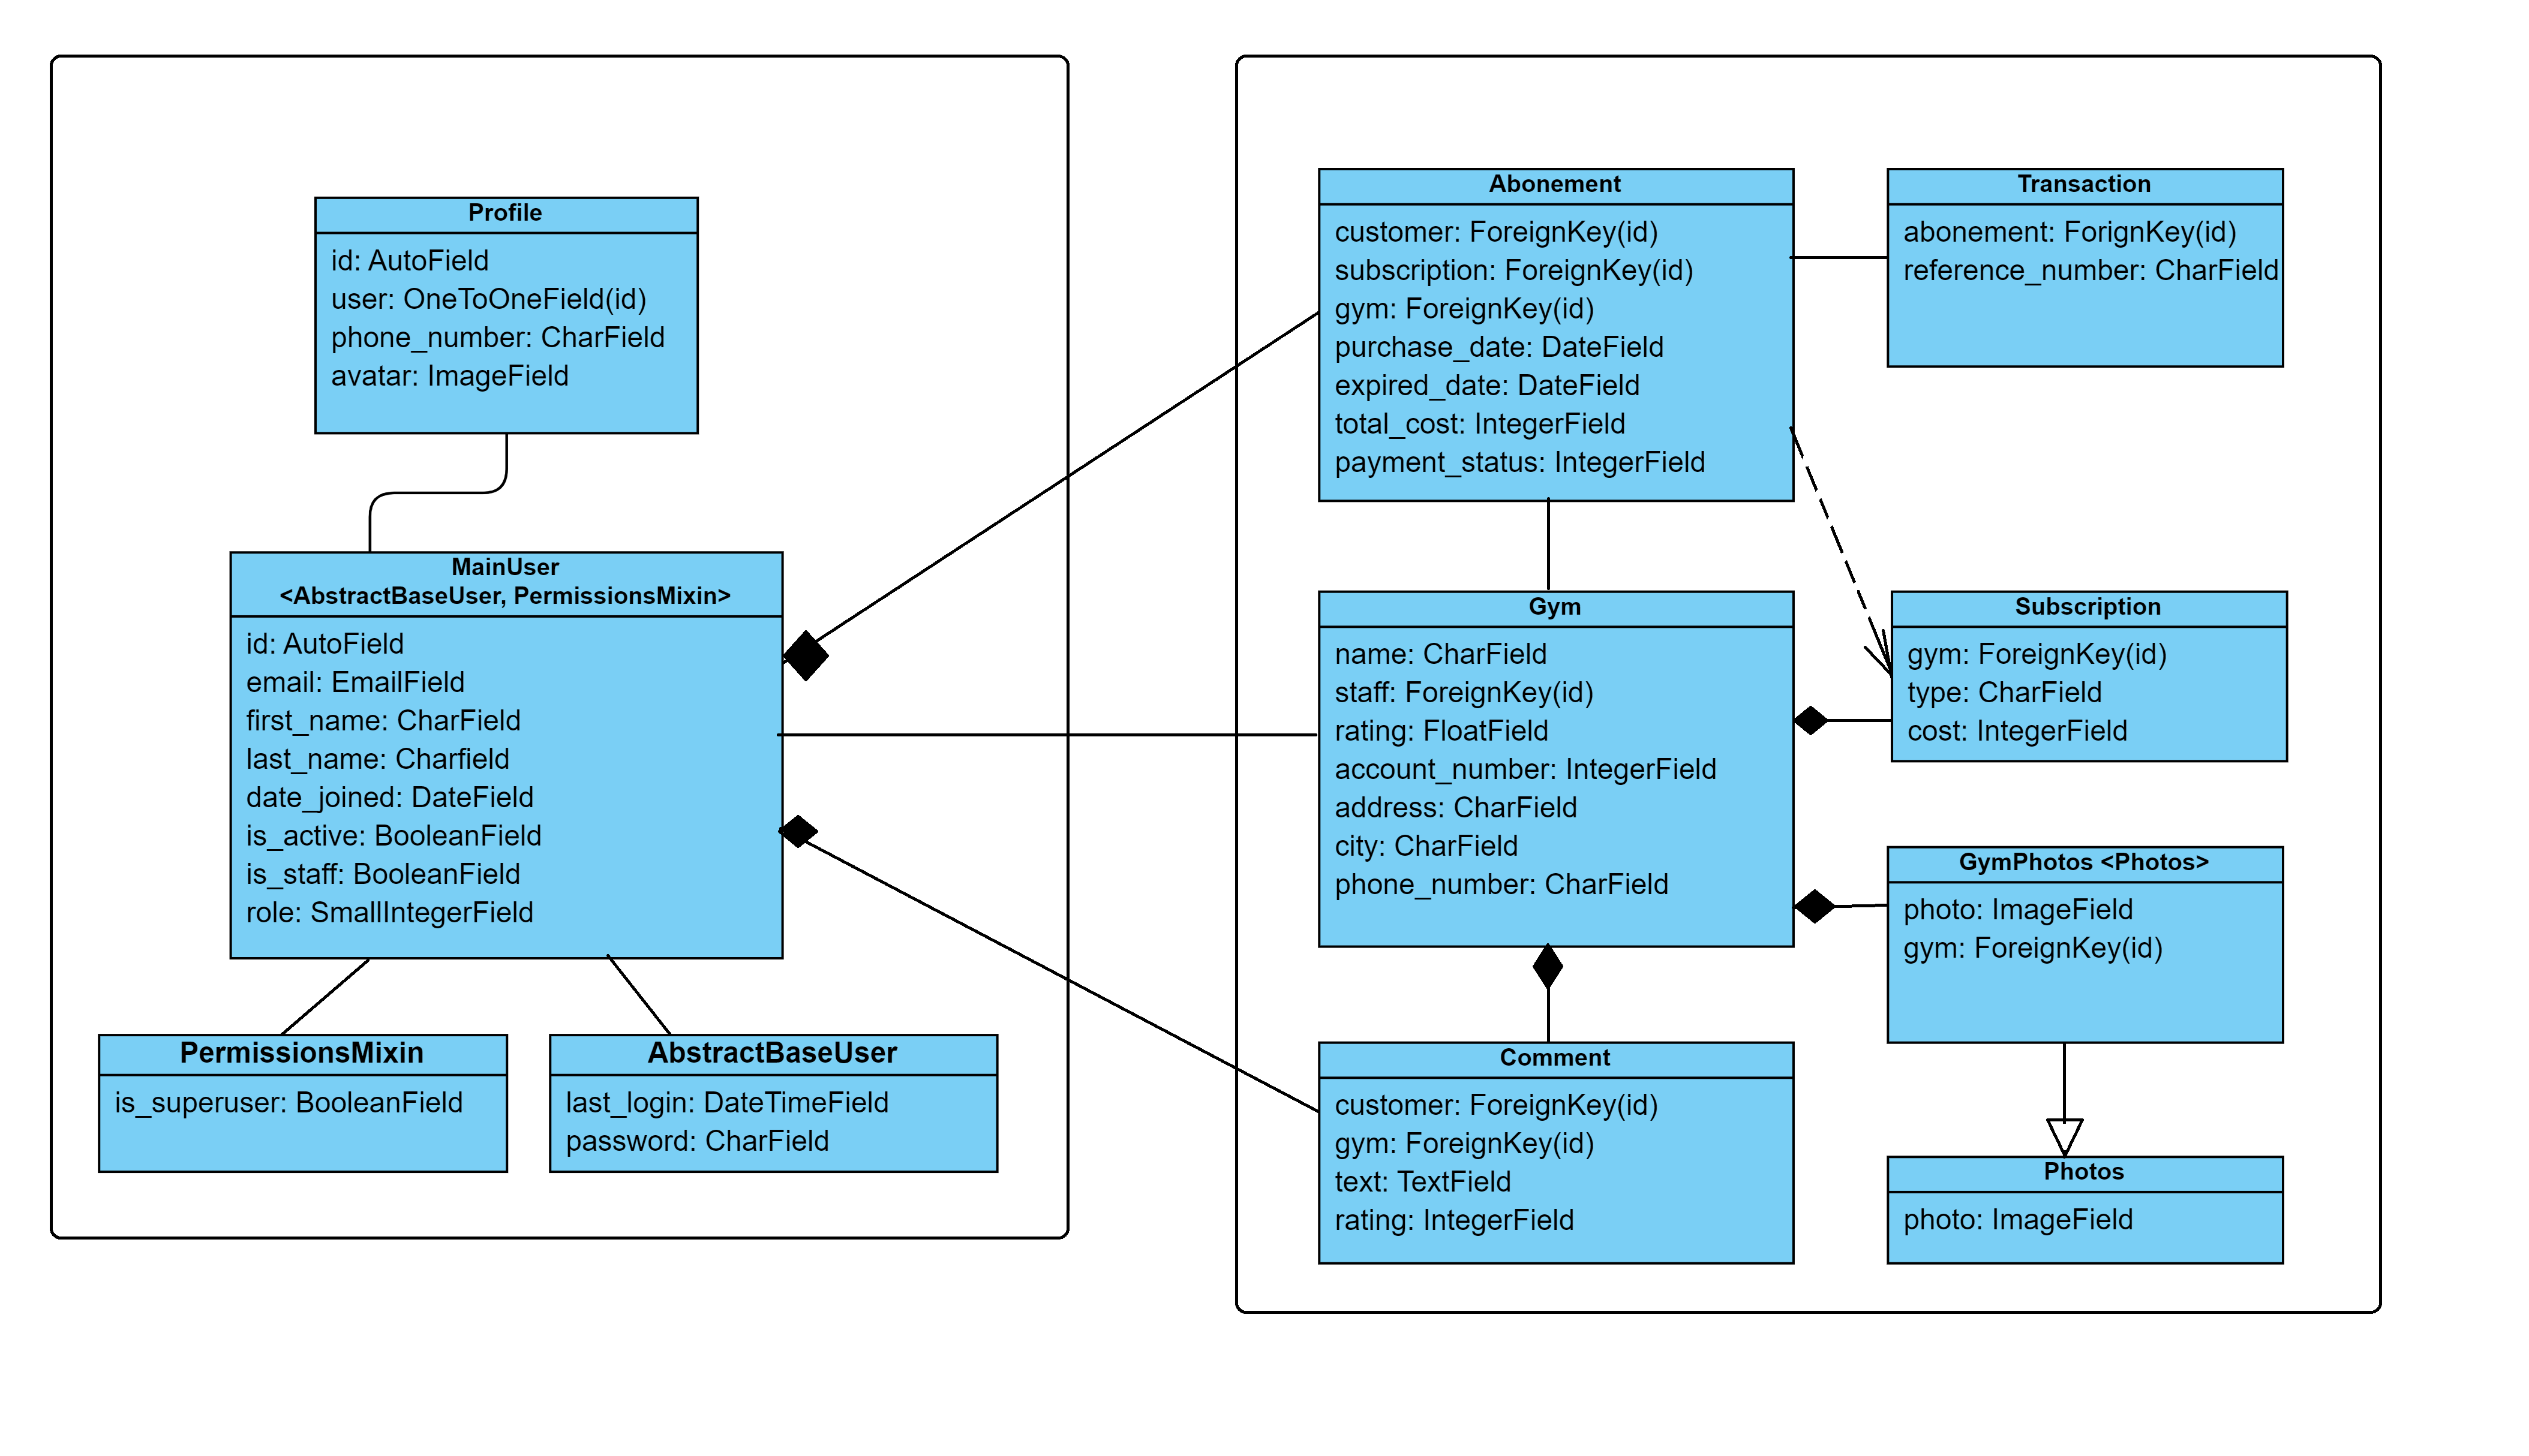 Profile
id: AutoField
user: OneToOneField(id)
phone_number: CharField
avatar: ImageField
MainUser
<AbstractBaseUser, PermissionsMixin>
id: AutoField
email: EmailField
first_name: CharField
last_name: Charfield
date_joined: DateField
is_active: BooleanField
is_staff: BooleanField
role: SmallIntegerField
PermissionsMixin
is_superuser: BooleanField
AbstractBaseUser
last_login: DateTimeField
password: CharField
Abonement
customer: ForeignKey(id)
subscription: ForeignKey(id)
gym: ForeignKey(id)
purchase_date: DateField
expired_date: DateField
total_cost: IntegerField
payment_status: IntegerField
Transaction
abonement: ForignKey(id)
reference_number: CharField
Gym
name: CharField
staff: ForeignKey(id)
rating: FloatField
account_number: IntegerField
address: CharField
city: CharField
phone_number: CharField
Subscription
gym: ForeignKey(id)
type: CharField
cost: IntegerField
GymPhotos <Photos>
photo: ImageField
gym: ForeignKey(id)
Comment
customer: ForeignKey(id)
gym: ForeignKey(id)
text: TextField
rating: IntegerField
Photos
photo: ImageField